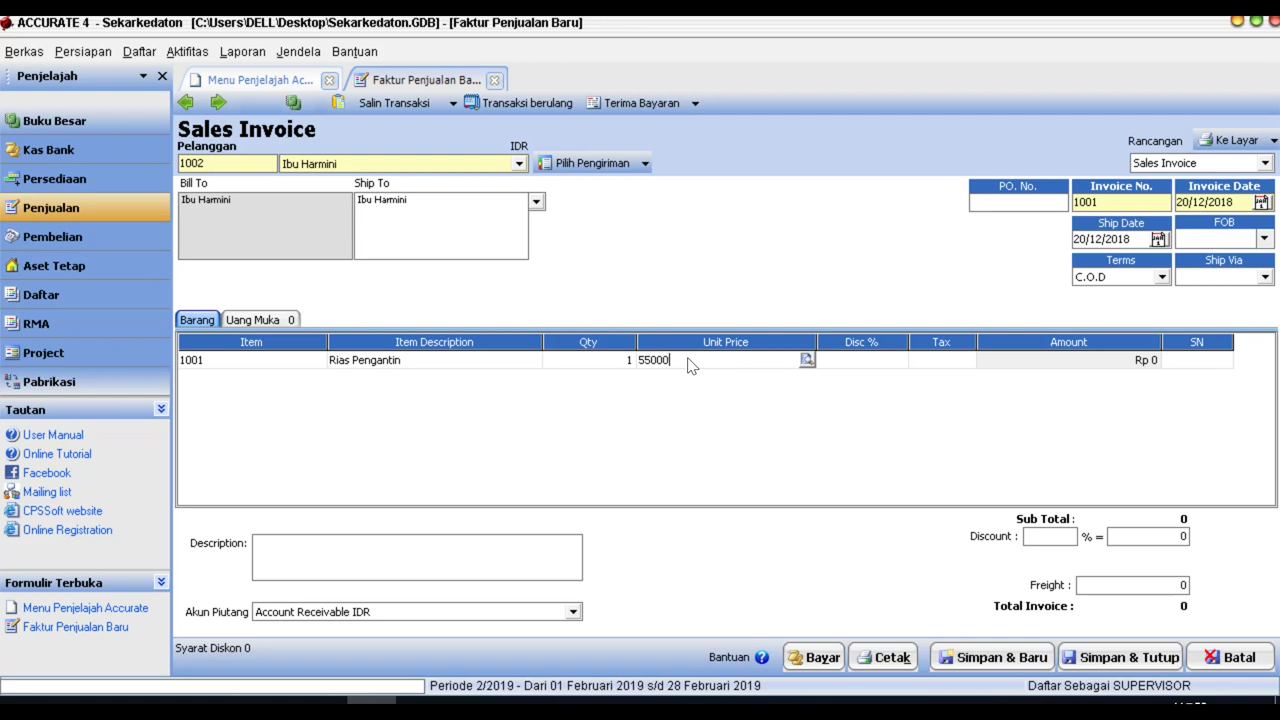 ACCURATE 4 - Sekarkedaton [C:\Users\DELL\Desktop\Sekarkedaton.GDB] - [Faktur Penjualan Baru]
Berkas Persiapan Daftar Aktifitas Laporan Jendela Bantuan
Penjelajah
Menu Penjelajah Ac...
Faktur Penjualan Ba...
Salin Transaksi
Transaksi berulang
Terima Bayaran
Buku Besar
Kas Bank
Persediaan
Penjualan
Pembelian
Aset Tetap
Daftar
RMA
Project
Pabrikasi
Tautan
User Manual
Online Tutorial
Facebook
Mailing list
CPSSoft website
Online Registration
Formulir Terbuka
Menu Penjelajah Accurate
Faktur Penjualan Baru
Sales Invoice
Pelanggan IDR
1002 Ibu Harmini Pilih Pengiriman
Rancangan Ke Layar
Sales Invoice
Bill To Ship To
Ibu Harmini Ibu Harmini
PO. No. Invoice No. Invoice Date
1001 20/12/2018
Ship Date FOB
20/12/2018
Terms Ship Via
C.O.D
Barang Uang Muka 0
Item Item Description Qty Unit Price Disc % Tax Amount SN
1001 Rias Pengantin 1 55000 Rp 0
Sub Total : 0
Discount : % = 0
Description:
Freight : 0
Total Invoice : 0
Akun Piutang Account Receivable IDR
Syarat Diskon 0
Bantuan Bayar Cetak Simpan & Baru Simpan & Tutup Batal
Periode 2/2019 - Dari 01 Februari 2019 s/d 28 Februari 2019 Daftar Sebagai SUPERVISOR